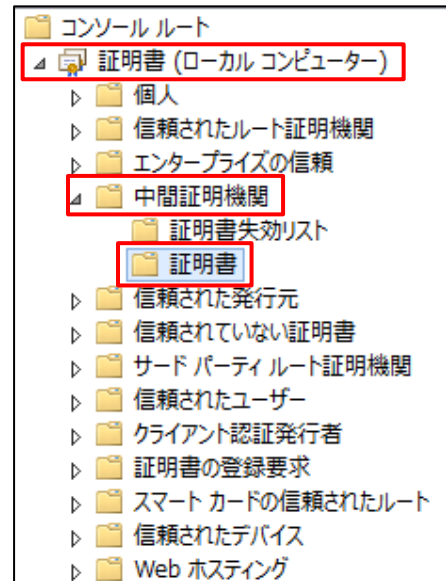 コンソール ルート
証明書 (ローカル コンピューター)
個人
信頼されたルート証明機関
エンタープライズの信頼
中間証明機関
証明書失効リスト
証明書
信頼された発行元
信頼されていない証明書
サード パーティ ルート証明機関
信頼されたユーザー
クライアント認証発行者
証明書の登録要求
スマート カードの信頼されたルート
信頼されたデバイス
Web ホスティング